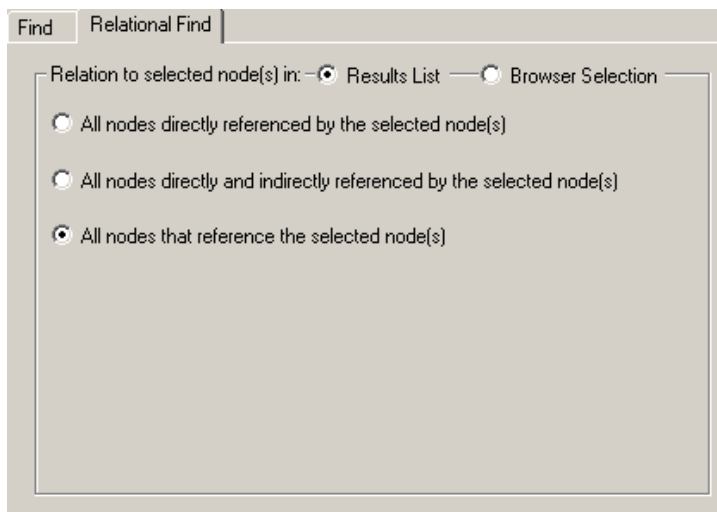 Find Relational Find
Relation to selected node(s) in: Results List Browser Selection
All nodes directly referenced by the selected node(s)
All nodes directly and indirectly referenced by the selected node(s)
All nodes that reference the selected node(s)